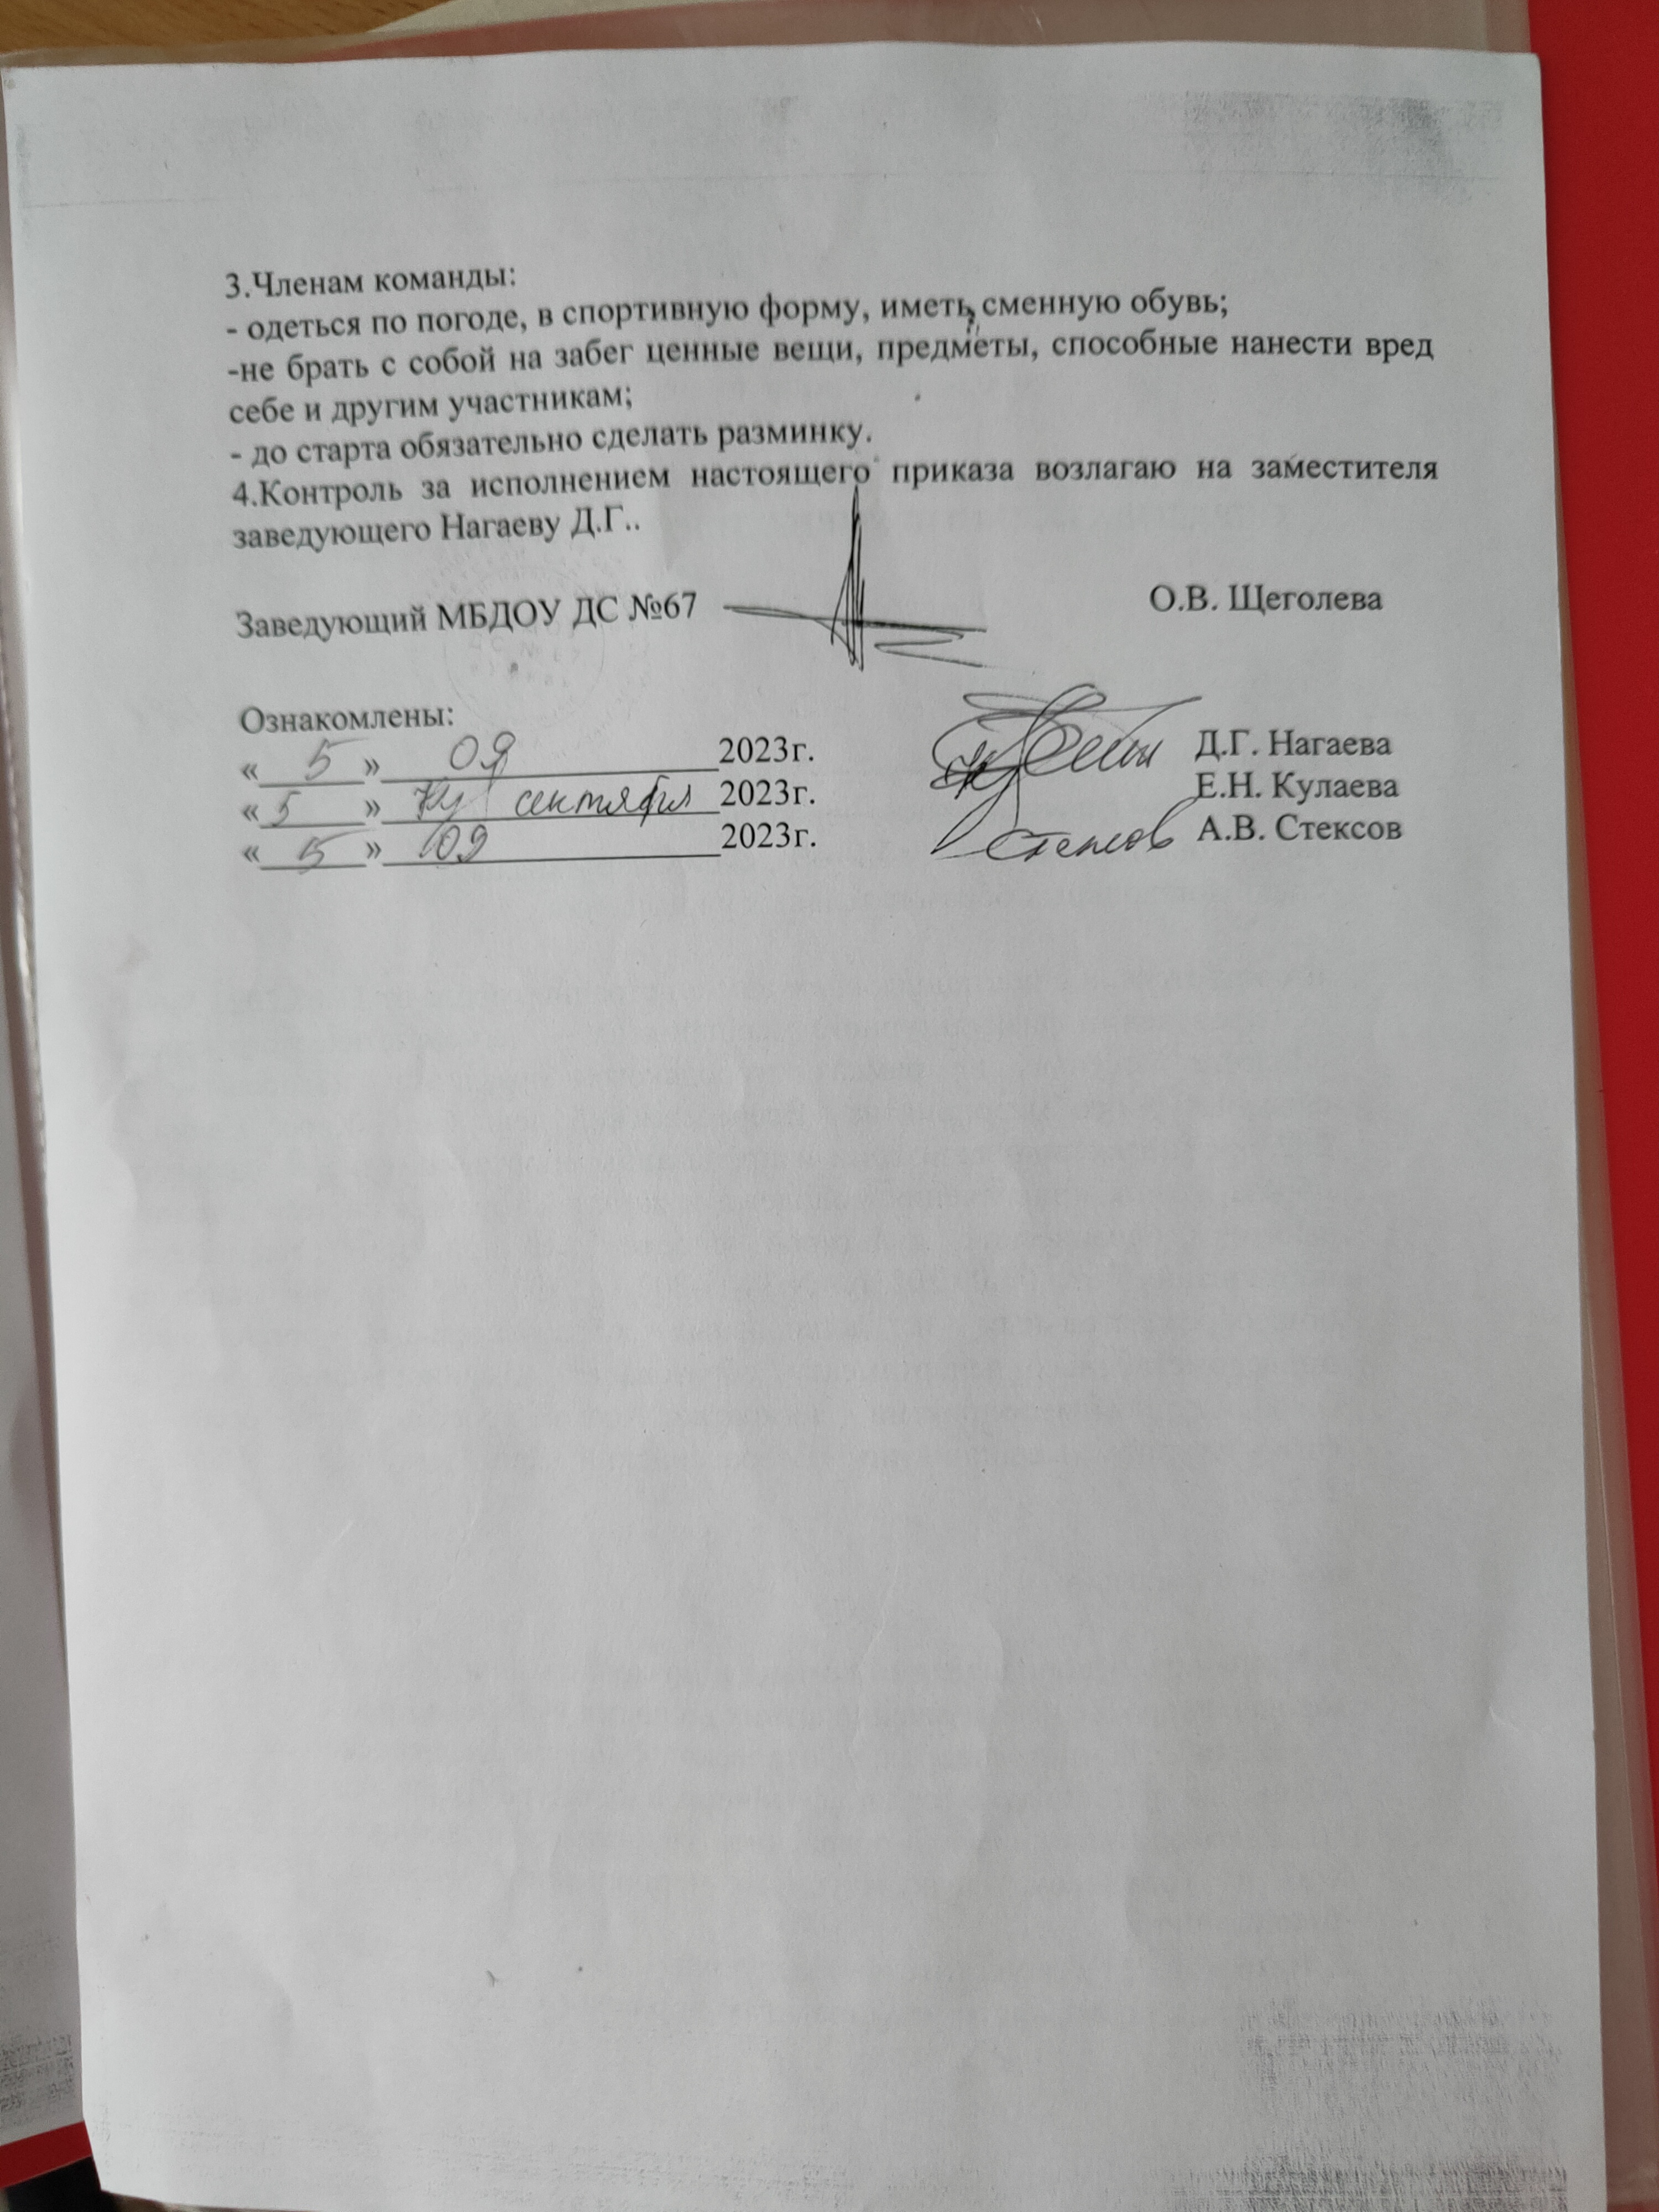 3.Членам команды:
- одеться по погоде, в спортивную форму, иметь сменную обувь;
-не брать с собой на забег ценные вещи, предметы, способные нанести вред
себе и другим участникам;
- до старта обязательно сделать разминку.
4.Контроль за исполнением настоящего приказа возлагаю на заместителя
заведующего Нагаеву Д.Г..
Заведующий МБДОУ ДС №67 О.В. Щеголева
Ознакомлены:
« 5 » 09 2023г. Д.Г. Нагаева
« 5 » сентября 2023г. Е.Н. Кулаева
« 5 » 09 2023г. Стексов А.В. Стексов